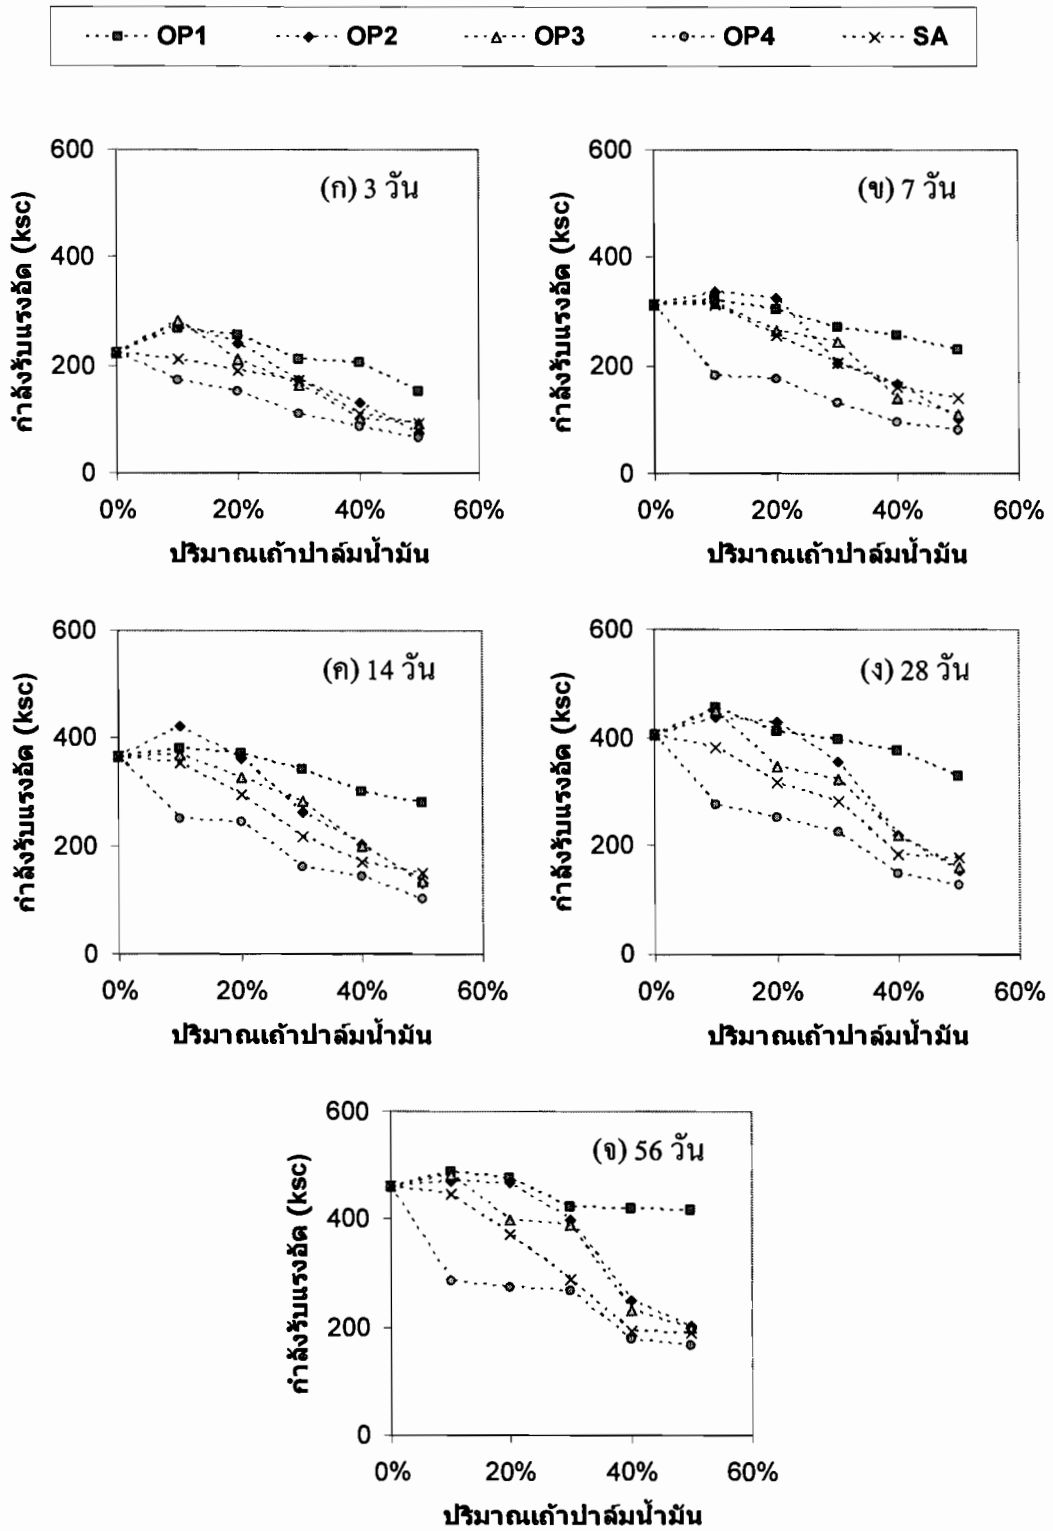 OP1 OP2 OP3 OP4 SA
600
400
200
0
กำลังรับแรงอัด (ksc)
(ก) 3 วัน
0% 20% 40% 60%
ปริมาณเถ้าปาล์มน้ำมัน
600
400
200
0
กำลังรับแรงอัด (ksc)
(ข) 7 วัน
0% 20% 40% 60%
ปริมาณเถ้าปาล์มน้ำมัน
600
400
200
0
กำลังรับแรงอัด (ksc)
(ค) 14 วัน
0% 20% 40% 60%
ปริมาณเถ้าปาล์มน้ำมัน
600
400
200
0
กำลังรับแรงอัด (ksc)
(ง) 28 วัน
0% 20% 40% 60%
ปริมาณเถ้าปาล์มน้ำมัน
600
400
200
0
กำลังรับแรงอัด (ksc)
(จ) 56 วัน
0% 20% 40% 60%
ปริมาณเถ้าปาล์มน้ำมัน